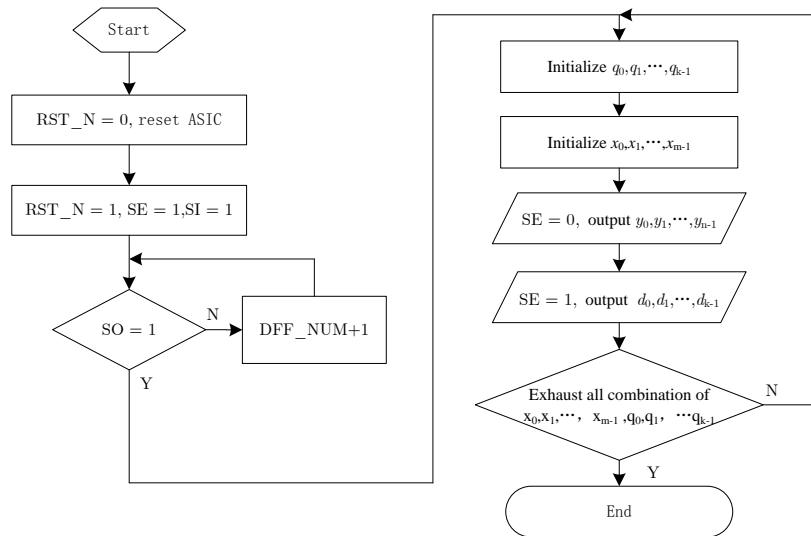 Start
RST_N = 0, reset ASIC
RST_N = 1, SE = 1,SI = 1
SO = 1
N
DFF_NUM+1
Y
Initialize q0,q1,⋯,qk-1
Initialize x0,x1,⋯,xm-1
SE = 0, output y0,y1,⋯,yn-1
SE = 1, output d0,d1,⋯,dk-1
Exhaust all combination of
x0,x1,⋯, xm-1 ,q0,q1, ⋯qk-1
N
Y
End